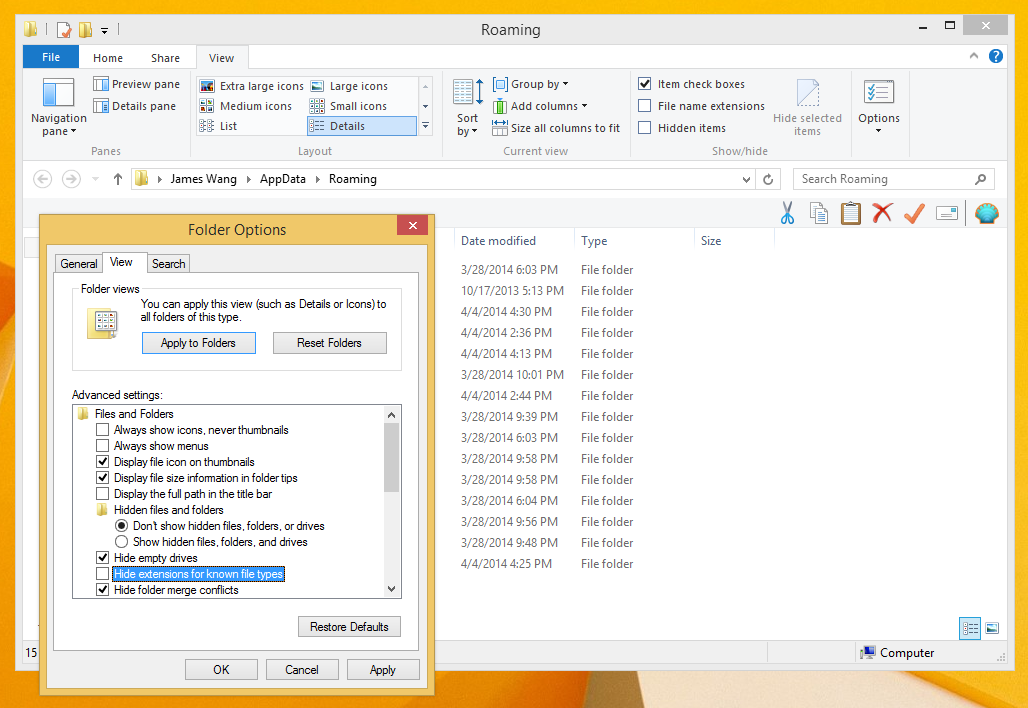 Roaming
File Home Share View
Navigation pane
Preview pane
Details pane
Panes
Extra large icons Large icons
Medium icons Small icons
List Details
Layout
Sort by
Group by
Add columns
Size all columns to fit
Current view
Item check boxes
File name extensions
Hidden items
Hide selected items
Show/hide
Options
James Wang AppData Roaming
Search Roaming
Date modified Type Size
3/28/2014 6:03 PM File folder
10/17/2013 5:13 PM File folder
4/4/2014 4:30 PM File folder
4/4/2014 2:36 PM File folder
4/4/2014 4:13 PM File folder
3/28/2014 10:01 PM File folder
4/4/2014 2:44 PM File folder
3/28/2014 9:39 PM File folder
3/28/2014 6:03 PM File folder
3/28/2014 9:58 PM File folder
3/28/2014 9:58 PM File folder
3/28/2014 6:04 PM File folder
3/28/2014 9:56 PM File folder
3/28/2014 9:48 PM File folder
4/4/2014 4:25 PM File folder
15
Computer
Folder Options
General View Search
Folder views
You can apply this view (such as Details or Icons) to
all folders of this type.
Apply to Folders Reset Folders
Advanced settings:
Files and Folders
Always show icons, never thumbnails
Always show menus
Display file icon on thumbnails
Display file size information in folder tips
Display the full path in the title bar
Hidden files and folders
Don't show hidden files, folders, or drives
Show hidden files, folders, and drives
Hide empty drives
Hide extensions for known file types
Hide folder merge conflicts
Restore Defaults
OK Cancel Apply